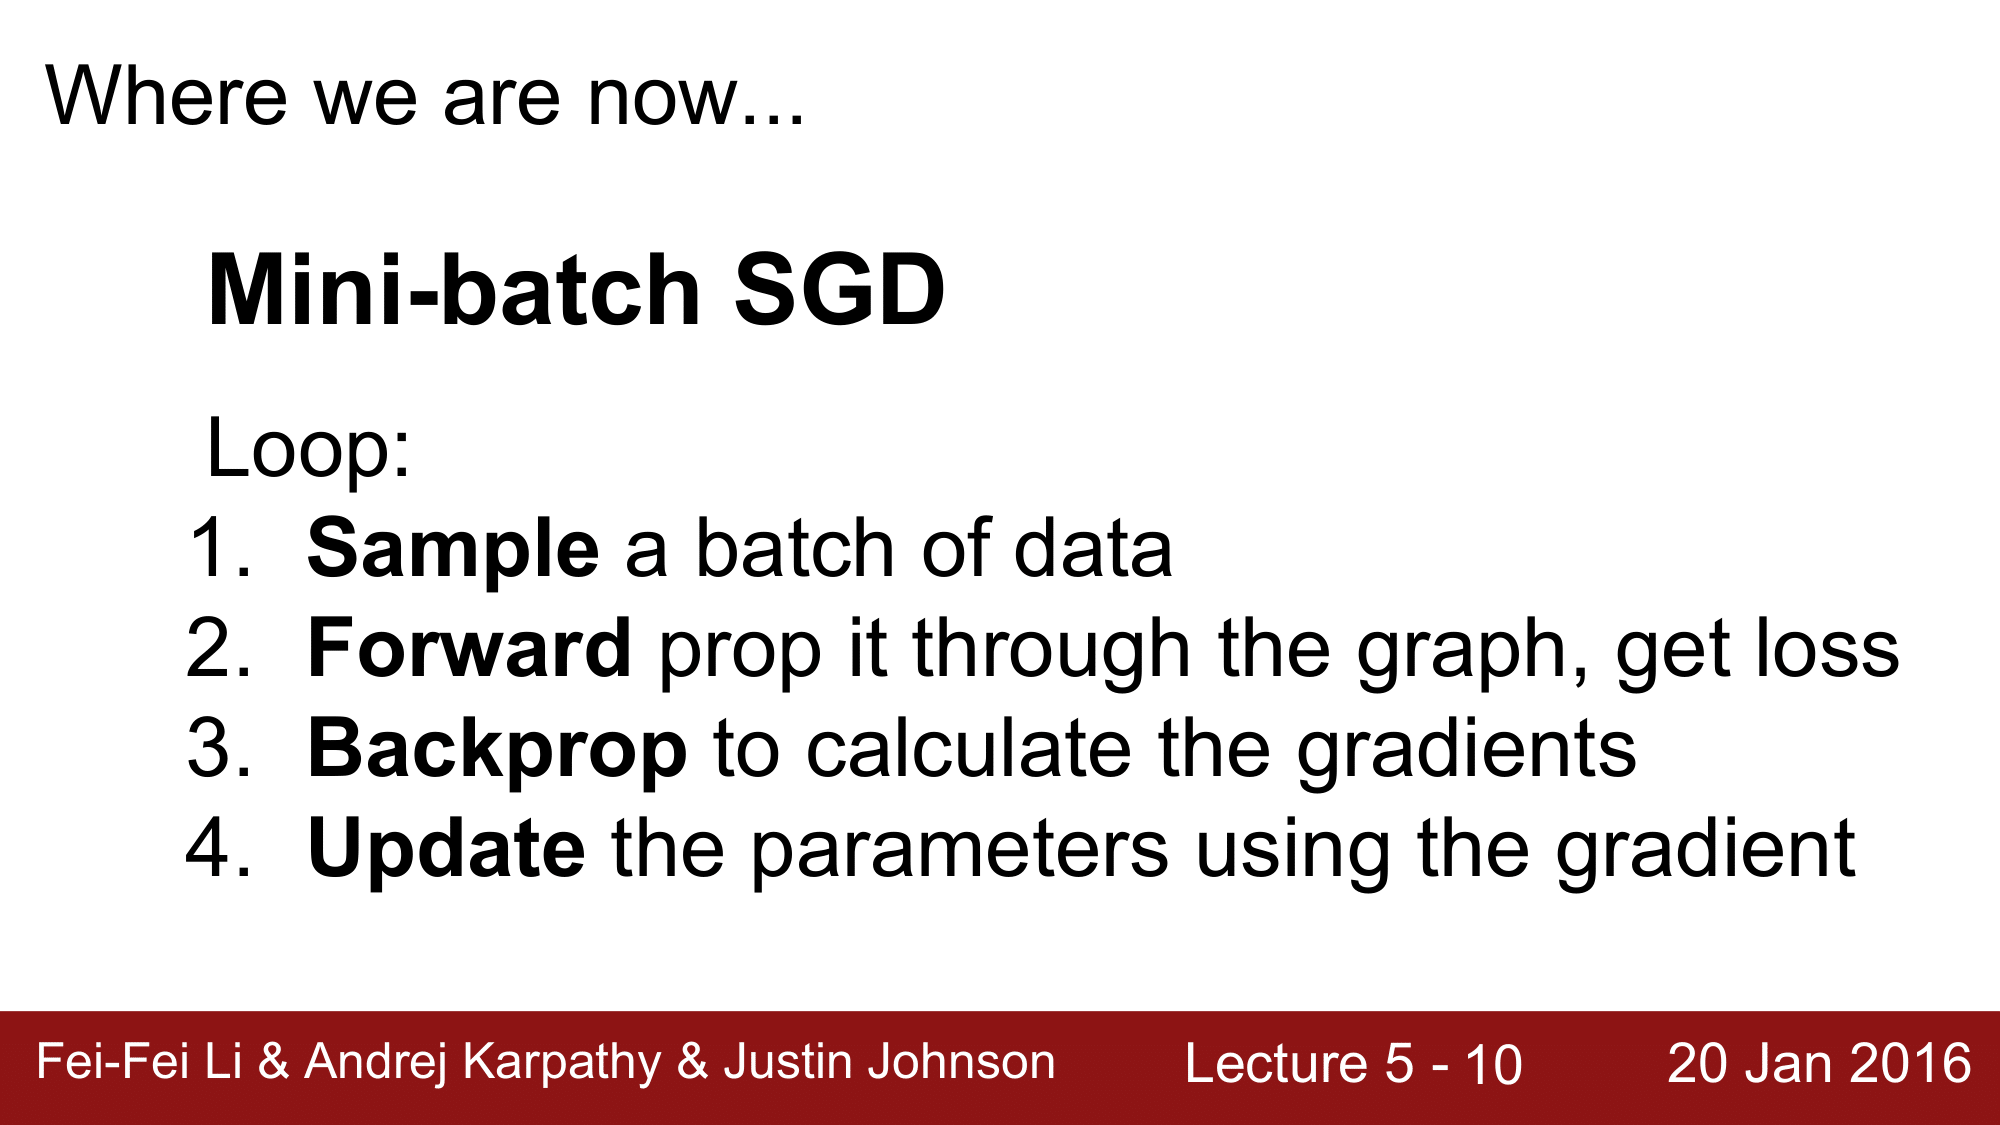 Where we are now...
Mini-batch SGD
Loop:
1. Sample a batch of data
2. Forward prop it through the graph, get loss
3. Backprop to calculate the gradients
4. Update the parameters using the gradient
Fei-Fei Li & Andrej Karpathy & Justin Johnson Lecture 5 - 10 20 Jan 2016